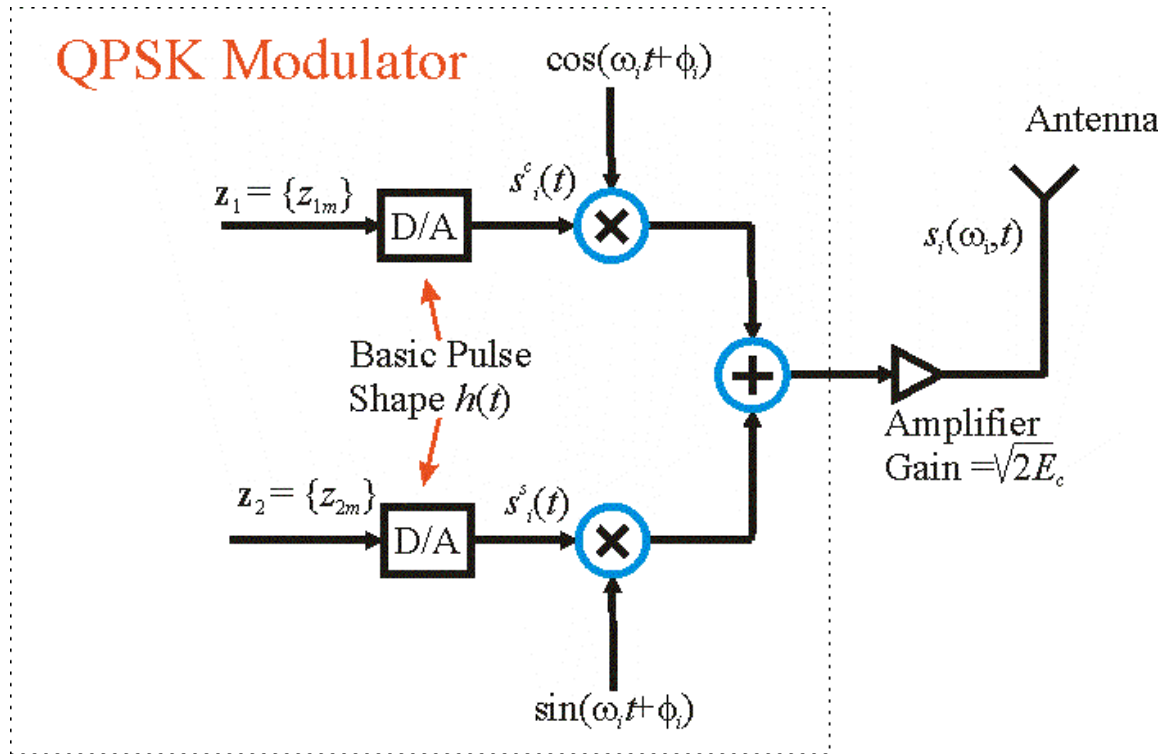 QPSK Modulator
cos(ωᵢt+ϕᵢ)
Antenna
z₁ = {z₁ₘ}
D/A
sᶜᵢ(t)
×
sᵢ(ωᵢ,t)
Basic Pulse
Shape h(t)
+
Amplifier
Gain =√2E꜀
z₂ = {z₂ₘ}
D/A
sˢᵢ(t)
×
sin(ωᵢt+ϕᵢ)